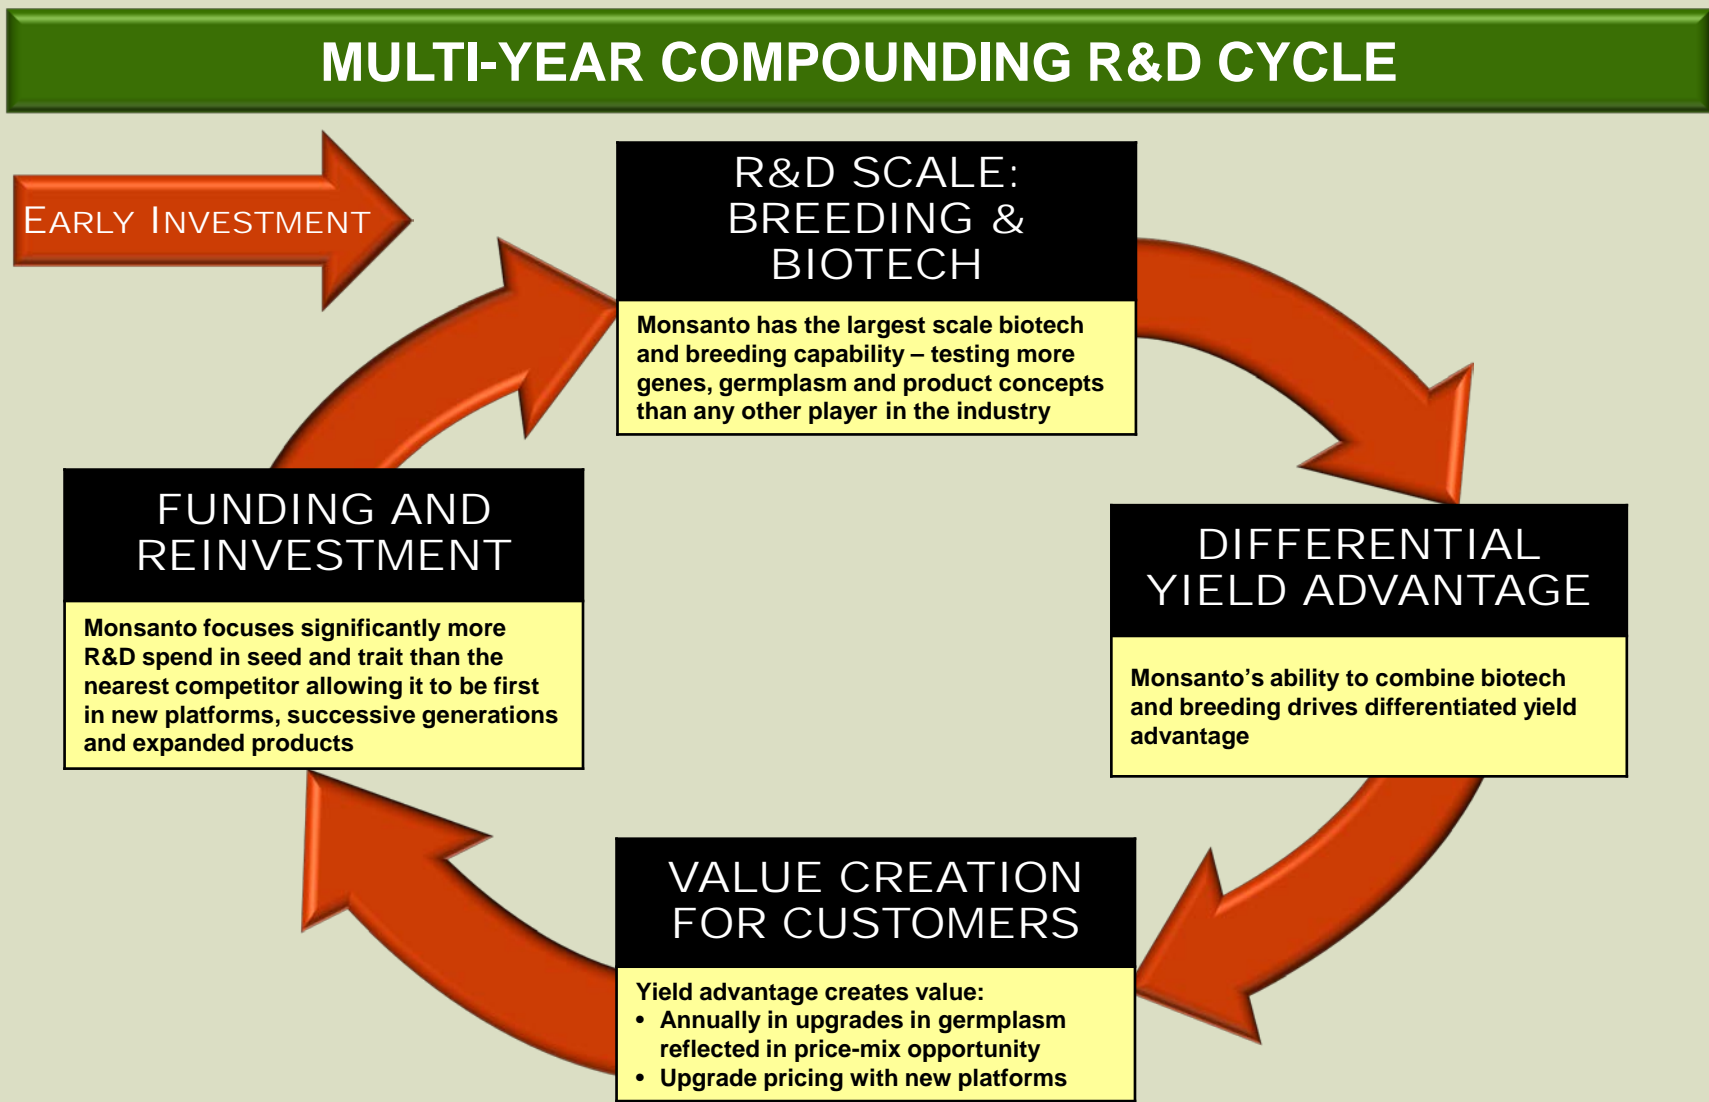 MULTI-YEAR COMPOUNDING R&D CYCLE
EARLY INVESTMENT
R&D SCALE:
BREEDING &
BIOTECH
Monsanto has the largest scale biotech
and breeding capability – testing more
genes, germplasm and product concepts
than any other player in the industry
DIFFERENTIAL
YIELD ADVANTAGE
Monsanto’s ability to combine biotech
and breeding drives differentiated yield
advantage
VALUE CREATION
FOR CUSTOMERS
Yield advantage creates value:
• Annually in upgrades in germplasm
reflected in price-mix opportunity
• Upgrade pricing with new platforms
FUNDING AND
REINVESTMENT
Monsanto focuses significantly more
R&D spend in seed and trait than the
nearest competitor allowing it to be first
in new platforms, successive generations
and expanded products